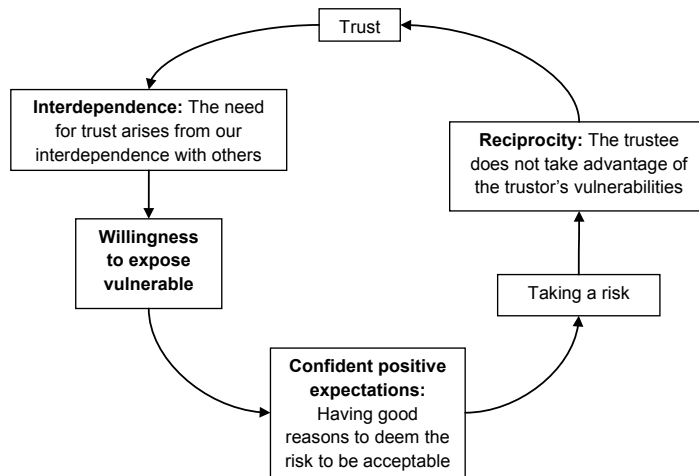 Trust
Interdependence: The need
for trust arises from our
interdependence with others
Willingness
to expose
vulnerable
Confident positive
expectations:
Having good
reasons to deem the
risk to be acceptable
Taking a risk
Reciprocity: The trustee
does not take advantage of
the trustor’s vulnerabilities